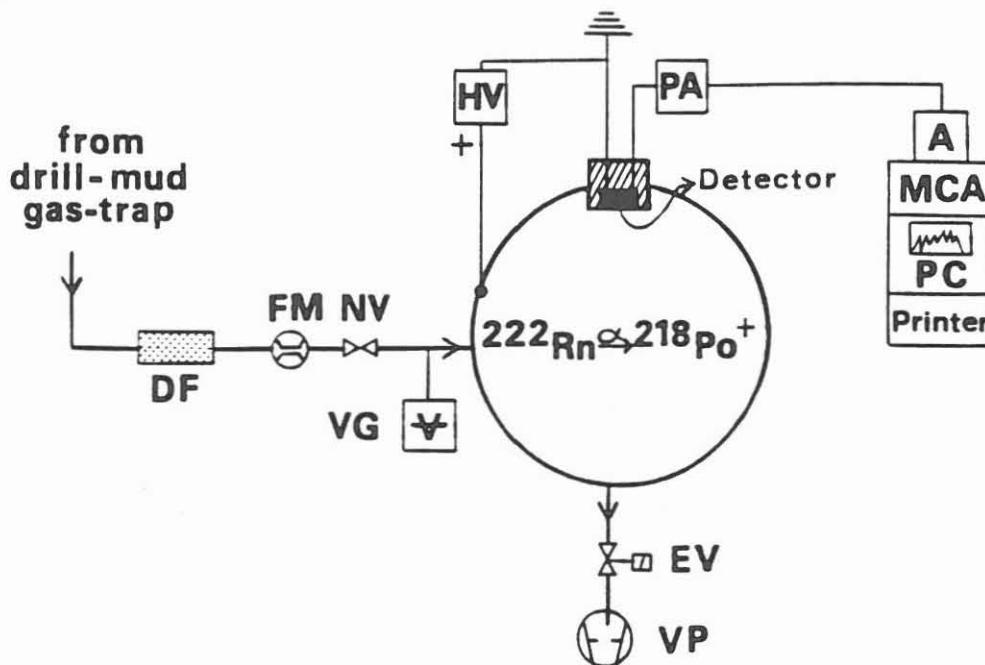 HV
+
PA
A
MCA
PC
Printer
from
drill-mud
gas-trap
Detector
FM NV
DF
VG
V
222Rn α→ 218Po+
EV
VP